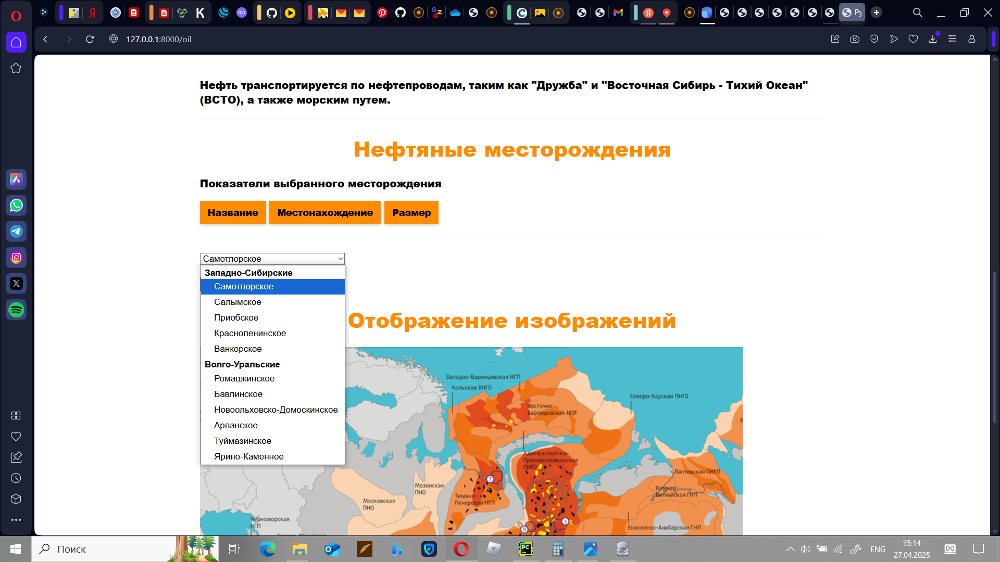 Ру
127.0.0.1:8000/oil
Нефть транспортируется по нефтепроводам, таким как "Дружба" и "Восточная Сибирь - Тихий Океан"
(ВСТО), а также морским путем.
Нефтяные месторождения
Показатели выбранного месторождения
Название Местонахождение Размер
Самотлорское
Западно-Сибирские
Самотлорское
Салымское
Приобское
Красноленинское
Ванкорское
Волго-Уральские
Ромашкинское
Бавлинское
Новоольховско-Домоскинское
Арланское
Туймазинское
Ярино-Каменное
Отображение изображений
Западно-Баренцевская НГП
Кольская ВНГО
Северо-Карская ПНГО
Восточно-
Баренцевская НГП
Адмиралтейско-
Приновоземельская
ПНГО
Лаптевская ПНГП
7
Мезенская
ПНО
Тимано-
Печерская НГП
Хатанго-
Вилюйская ГНП
Московская
ПНО
Черноморская
НГП
2
9
Енисейско-Анабарская ГНП
Поиск
ENG
15:14
27.04.2025